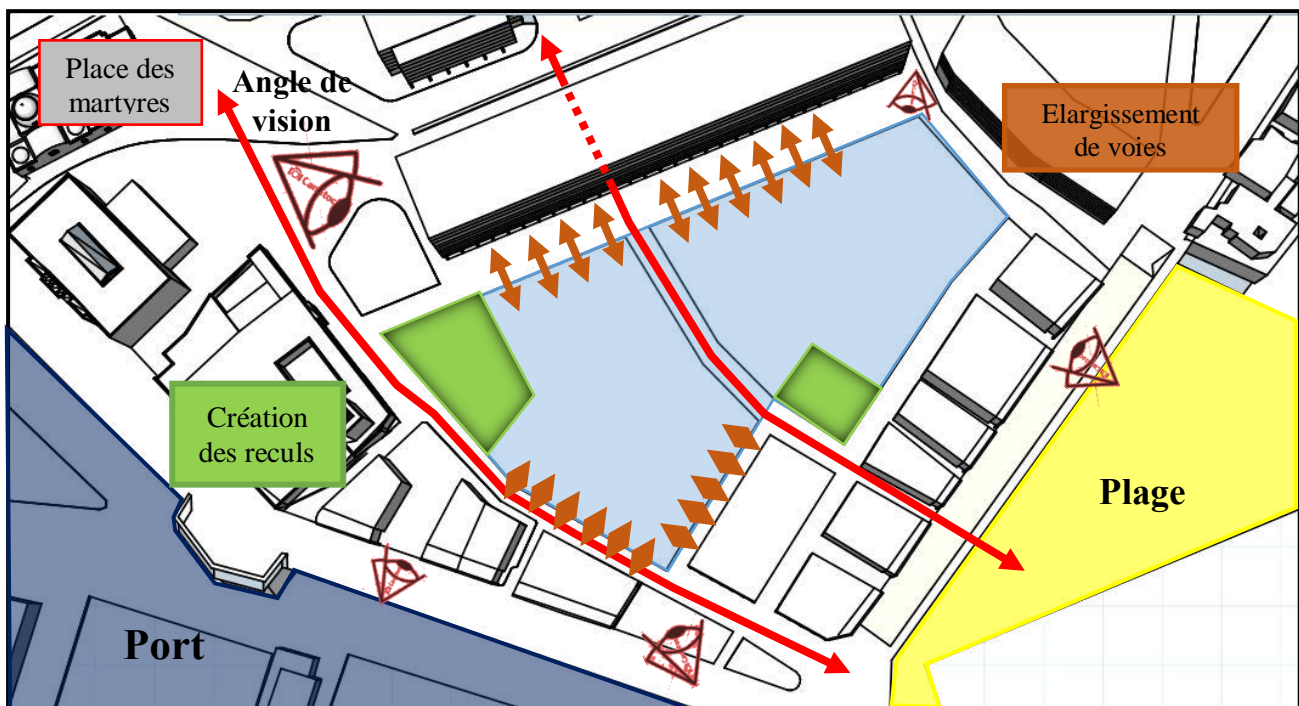 Place des
martyres
Angle de
vision
Elargissement
de voies
Création
des reculs
Plage
Port